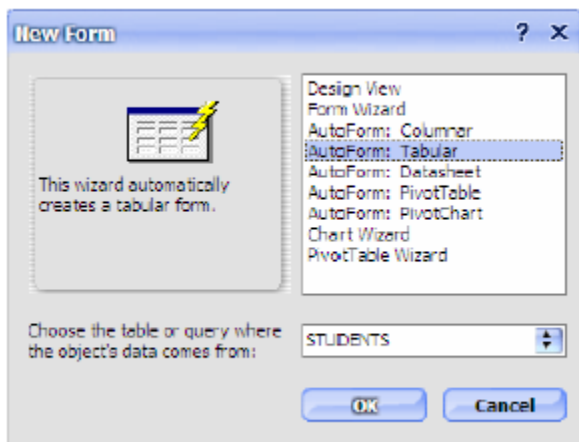 New Form
?
This wizard automatically
creates a tabular form.
Design View
Form Wizard
AutoForm: Columnar
AutoForm: Tabular
AutoForm: Datasheet
AutoForm: PivotTable
AutoForm: PivotChart
Chart Wizard
PivotTable Wizard
Choose the table or query where
the object's data comes from:
STUDENTS
OK
Cancel